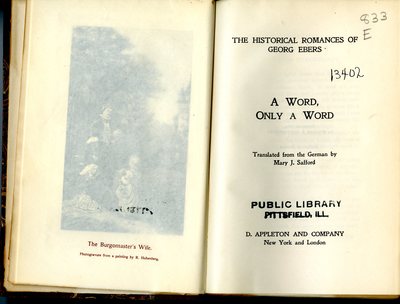 The Burgomaster's Wife.
Photogravure from a painting by R. Hohenberg.
833
E
THE HISTORICAL ROMANCES OF
GEORG EBERS
13402
A WORD,
ONLY A WORD
Translated from the German by
Mary J. Safford
PUBLIC LIBRARY
PITTSFIELD, ILL.
D. APPLETON AND COMPANY
New York and London